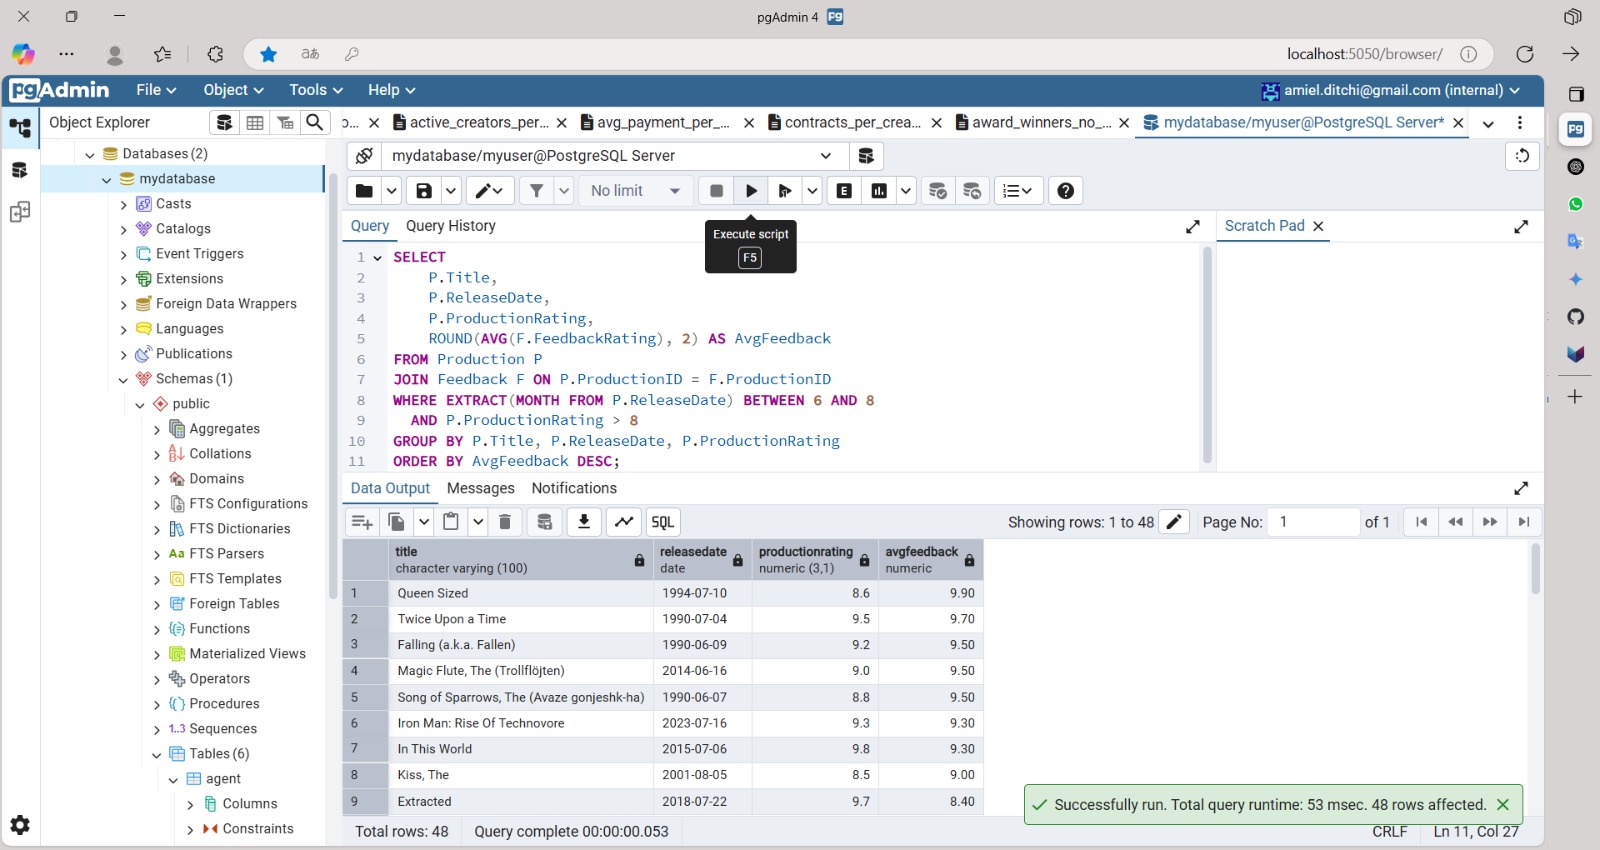 pgAdmin 4
localhost:5050/browser/
pgAdmin File Object Tools Help amiel.ditchi@gmail.com (internal)
Object Explorer
o... active_creators_per... avg_payment_per_... contracts_per_crea... award_winners_no_... mydatabase/myuser@PostgreSQL Server*
Databases (2)
mydatabase
Casts
Catalogs
Event Triggers
Extensions
Foreign Data Wrappers
Languages
Publications
Schemas (1)
public
Aggregates
Collations
Domains
FTS Configurations
FTS Dictionaries
FTS Parsers
FTS Templates
Foreign Tables
Functions
Materialized Views
Operators
Procedures
1..3 Sequences
Tables (6)
agent
Columns
Constraints
mydatabase/myuser@PostgreSQL Server
No limit
Query Query History
Execute script
F5
Scratch Pad
1 SELECT
2 P.Title,
3 P.ReleaseDate,
4 P.ProductionRating,
5 ROUND(AVG(F.FeedbackRating), 2) AS AvgFeedback
6 FROM Production P
7 JOIN Feedback F ON P.ProductionID = F.ProductionID
8 WHERE EXTRACT(MONTH FROM P.ReleaseDate) BETWEEN 6 AND 8
9 AND P.ProductionRating > 8
10 GROUP BY P.Title, P.ReleaseDate, P.ProductionRating
11 ORDER BY AvgFeedback DESC;
Data Output Messages Notifications
SQL Showing rows: 1 to 48 Page No: 1 of 1
title releasedate productionrating avgfeedback
character varying (100) date numeric (3,1) numeric
1 Queen Sized 1994-07-10 8.6 9.90
2 Twice Upon a Time 1990-07-04 9.5 9.70
3 Falling (a.k.a. Fallen) 1990-06-09 9.2 9.50
4 Magic Flute, The (Trollflöjten) 2014-06-16 9.0 9.50
5 Song of Sparrows, The (Avaze gonjeshk-ha) 1990-06-07 8.8 9.50
6 Iron Man: Rise Of Technovore 2023-07-16 9.3 9.30
7 In This World 2015-07-06 9.8 9.30
8 Kiss, The 2001-08-05 8.5 9.00
9 Extracted 2018-07-22 9.7 8.40
Successfully run. Total query runtime: 53 msec. 48 rows affected.
Total rows: 48 Query complete 00:00:00.053 CRLF Ln 11, Col 27